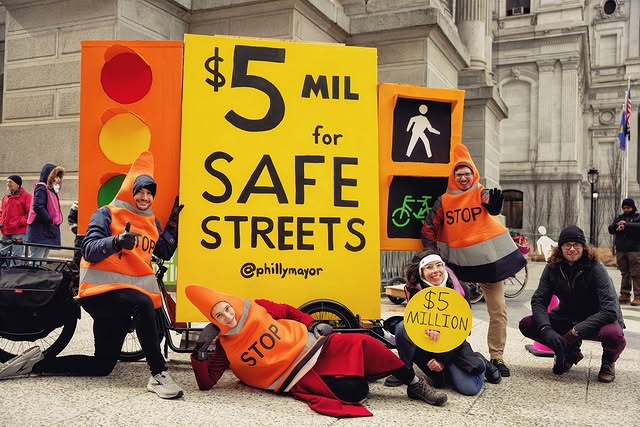 $5 MIL
for
SAFE
STREETS
@phillymayor
STOP
STOP
STOP
$5
MILLION